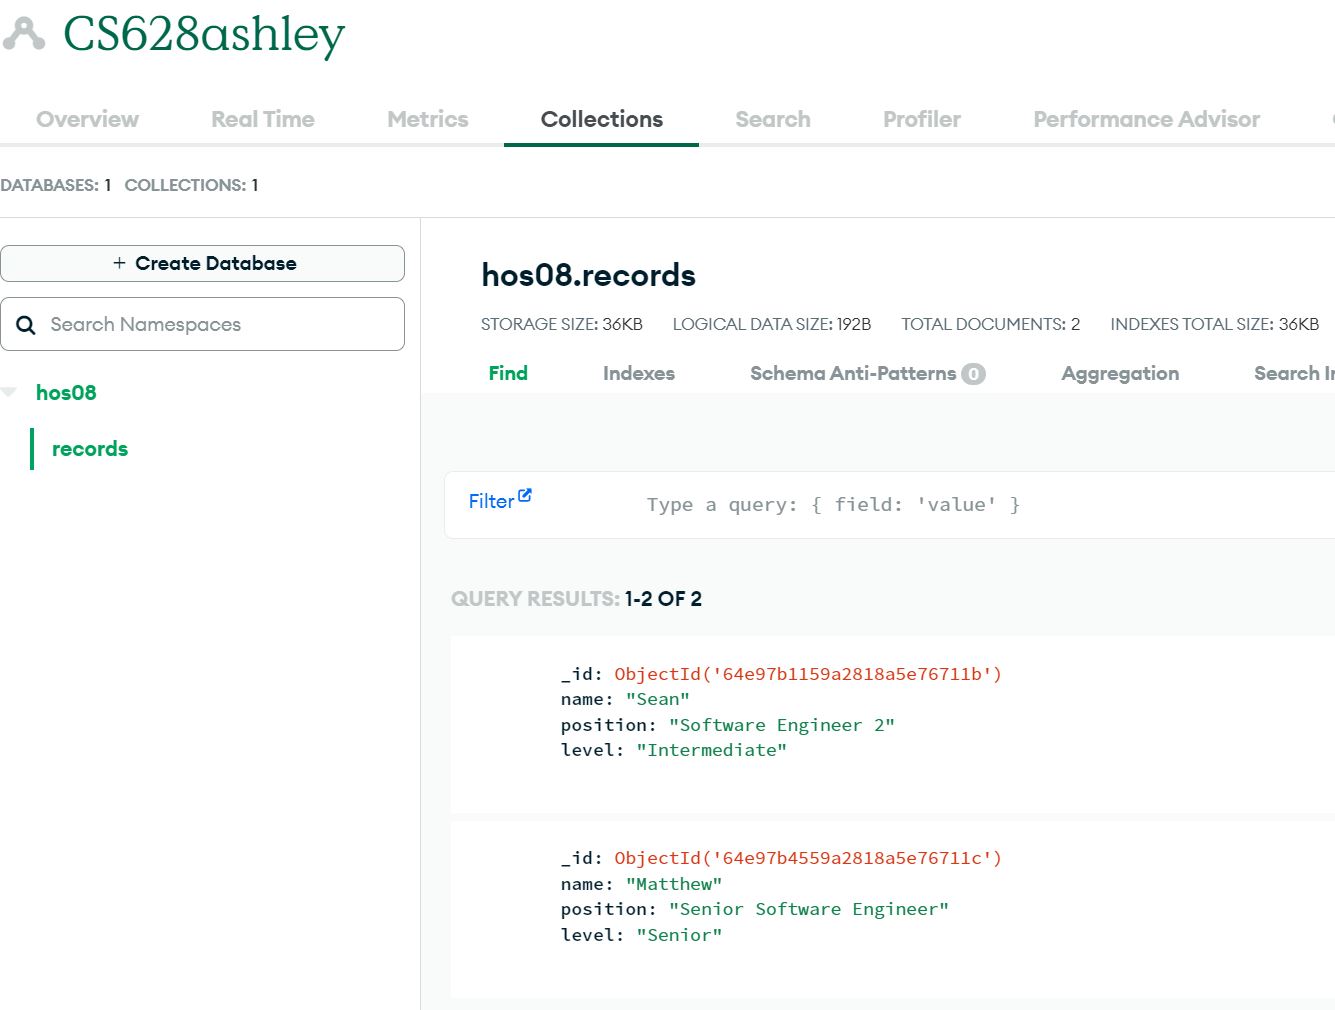 CS628ashley
Overview Real Time Metrics Collections Search Profiler Performance Advisor
DATABASES: 1 COLLECTIONS: 1
+ Create Database
Search Namespaces
hos08
records
hos08.records
STORAGE SIZE: 36KB LOGICAL DATA SIZE: 192B TOTAL DOCUMENTS: 2 INDEXES TOTAL SIZE: 36KB
Find Indexes Schema Anti-Patterns 0 Aggregation Search
Filter Type a query: { field: 'value' }
QUERY RESULTS: 1-2 OF 2
_id: ObjectId('64e97b1159a2818a5e76711b')
name: "Sean"
position: "Software Engineer 2"
level: "Intermediate"
_id: ObjectId('64e97b4559a2818a5e76711c')
name: "Matthew"
position: "Senior Software Engineer"
level: "Senior"